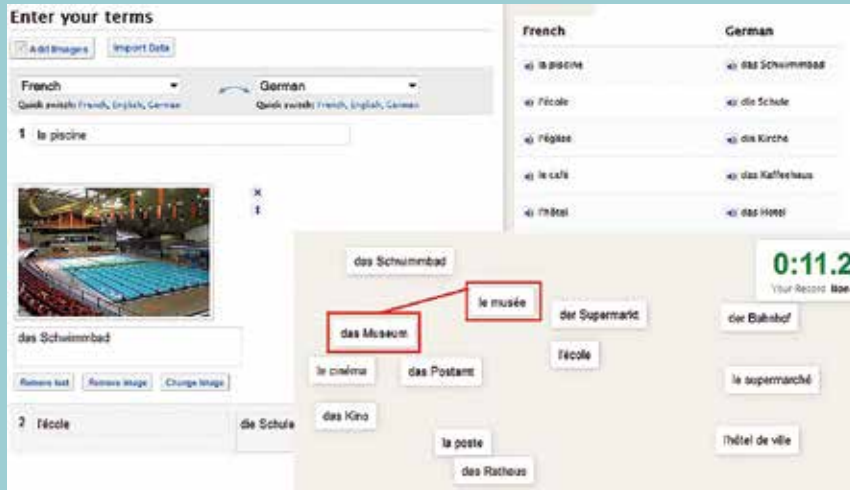 Enter your terms
Add Images Import Data
French German
Quick switch: French, English, German Quick switch: French, English, German
1 la piscine
das Schwimmbad
Remove text Remove image Change image
2 l'école die Schule
French German
la piscine das Schwimmbad
l'école die Schule
l'église die Kirche
le café das Kaffeehaus
l'hôtel das Hotel
0:11.2
Your Record
das Schwimmbad
le musée
das Museum
der Supermarkt
der Bahnhof
l'école
le cinéma
das Postamt
le supermarché
das Kino
la poste
l'hôtel de ville
das Rathaus